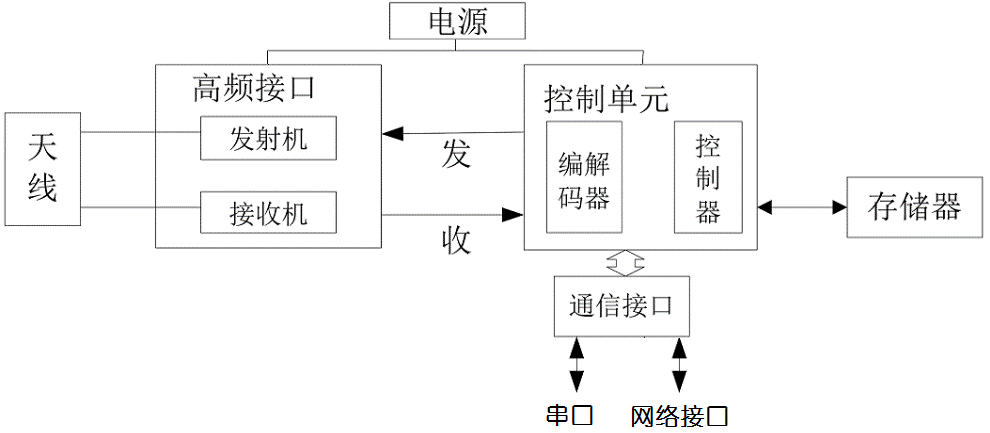 电源
高频接口
控制单元
天
线
发射机
接收机
发
收
编解
码器
控
制
器
存储器
通信接口
串口
网络接口